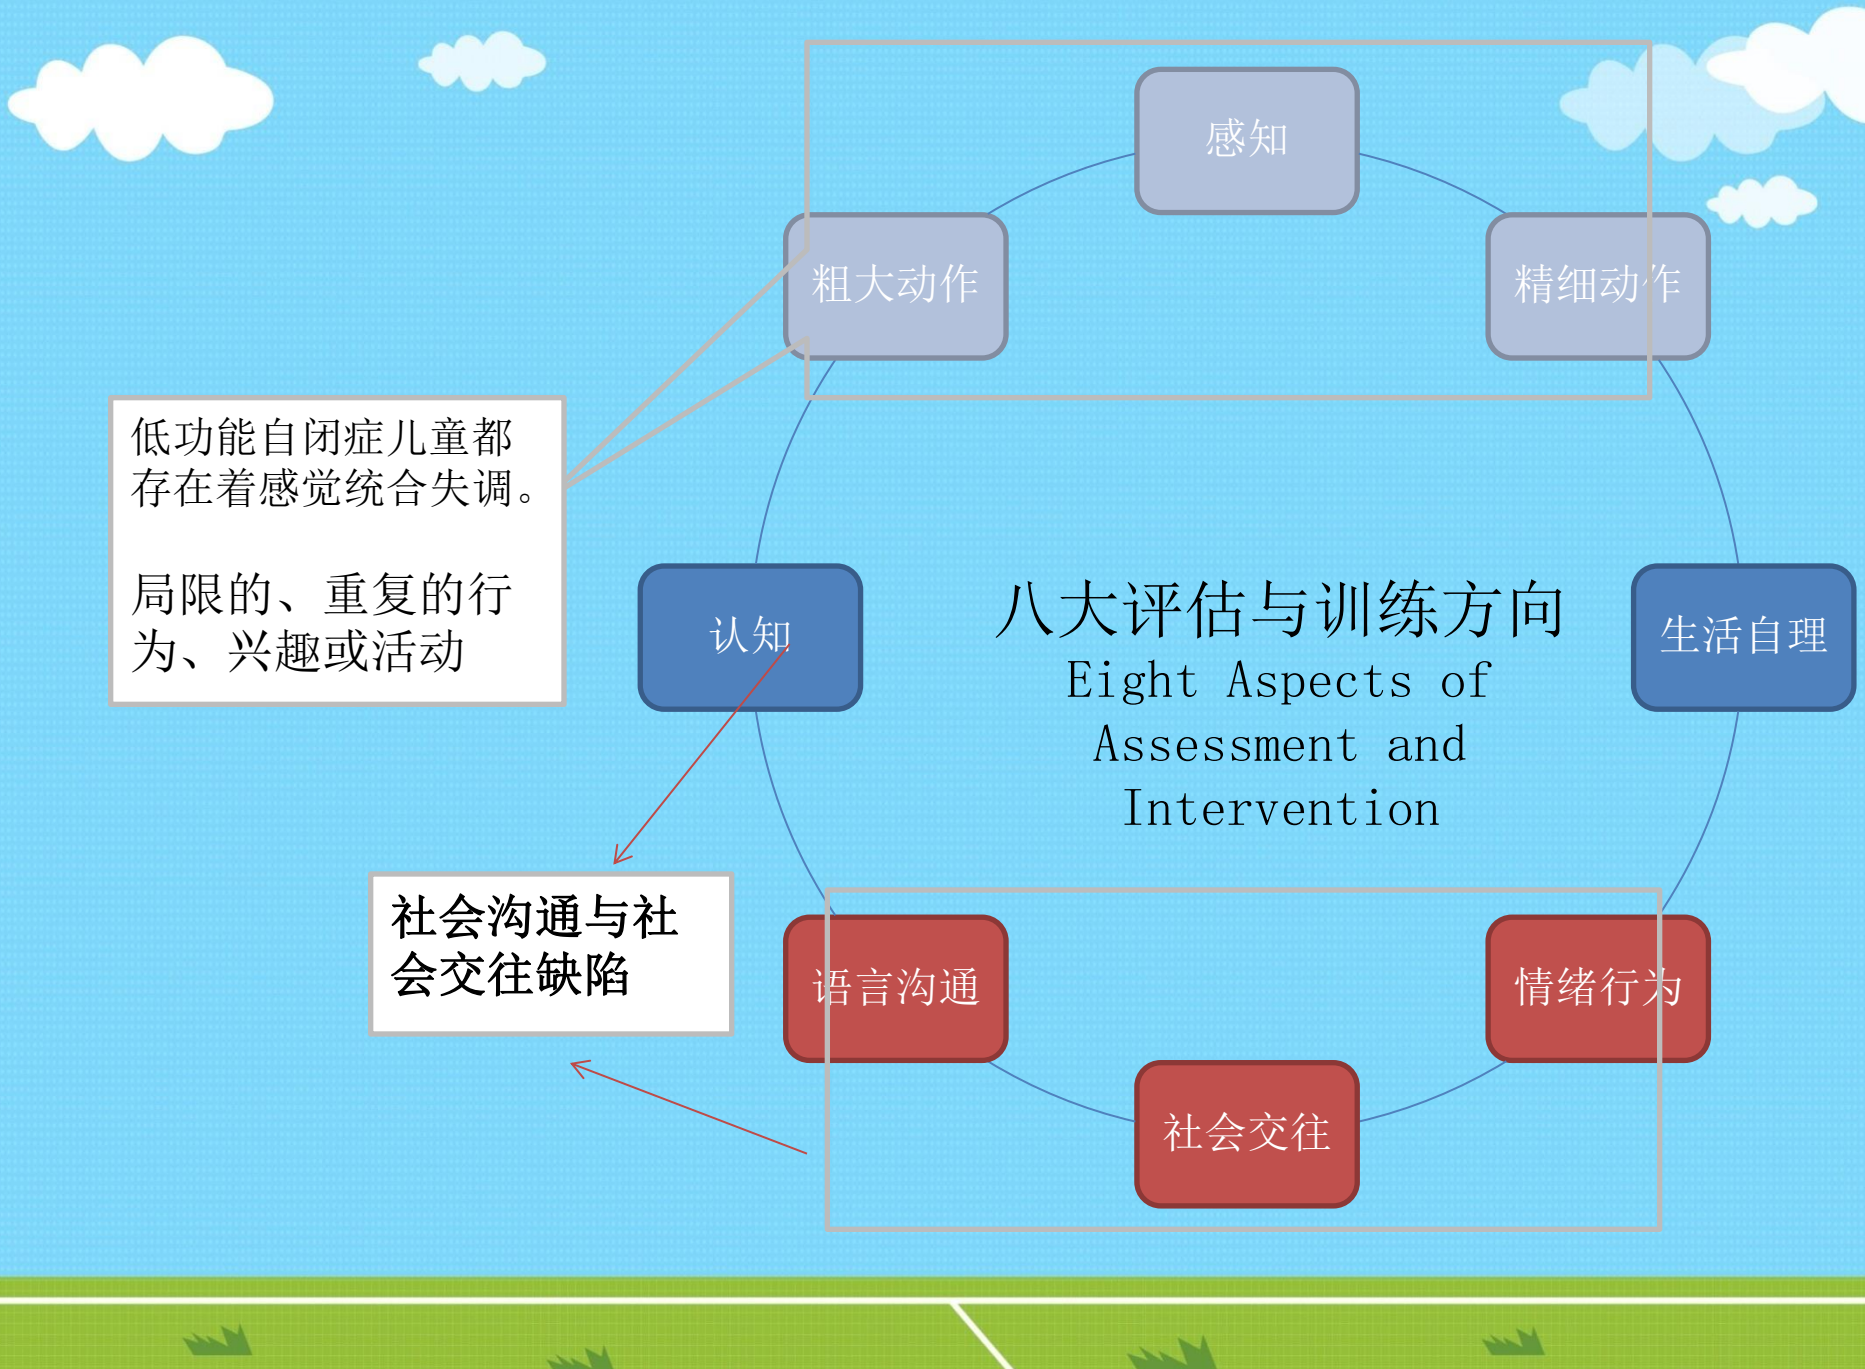 感知
粗大动作
精细动作
低功能自闭症儿童都
存在着感觉统合失调。
局限的、重复的行
为、兴趣或活动
认知
八大评估与训练方向
Eight Aspects of
Assessment and
Intervention
生活自理
社会沟通与社
会交往缺陷
语言沟通
情绪行为
社会交往